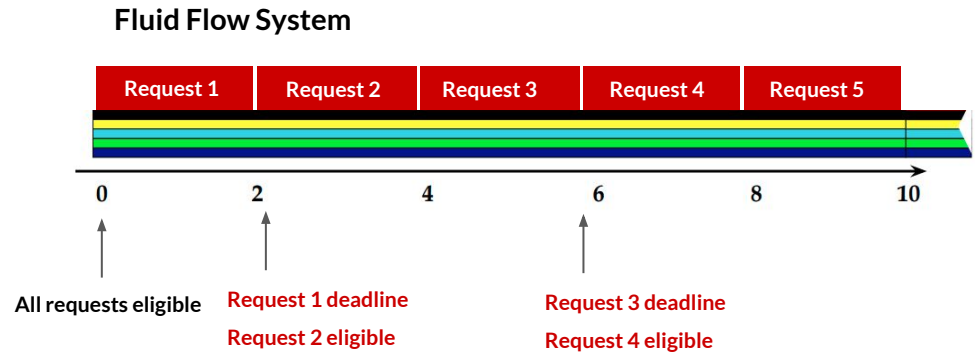 Fluid Flow System
Request 1 Request 2 Request 3 Request 4 Request 5
0 2 4 6 8 10
All requests eligible
Request 1 deadline
Request 2 eligible
Request 3 deadline
Request 4 eligible